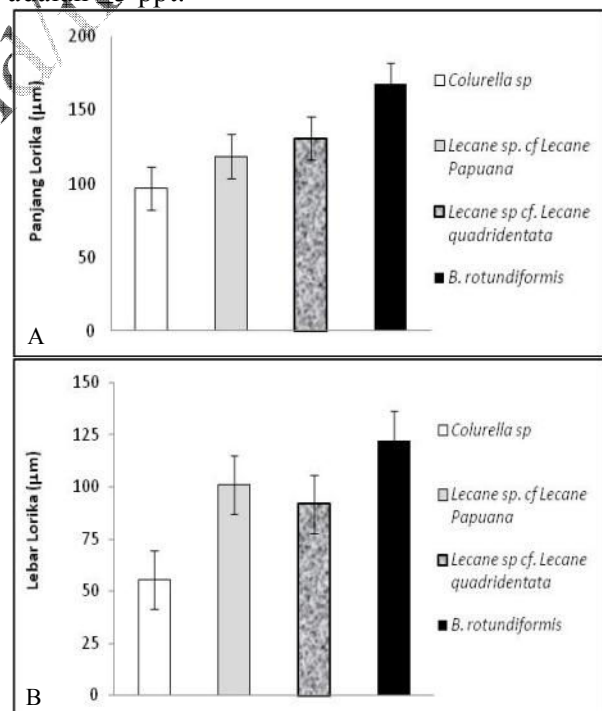 200
150
100
50
0
Panjang Lorika (µm)
A
Colurella sp
Lecane sp. cf Lecane
Papuana
Lecane sp cf. Lecane
quadridentata
B. rotundiformis
150
125
100
75
50
25
0
Lebar Lorika (µm)
B
Colurella sp
Lecane sp. cf Lecane
Papuana
Lecane sp cf. Lecane
quadridentata
B. rotundiformis